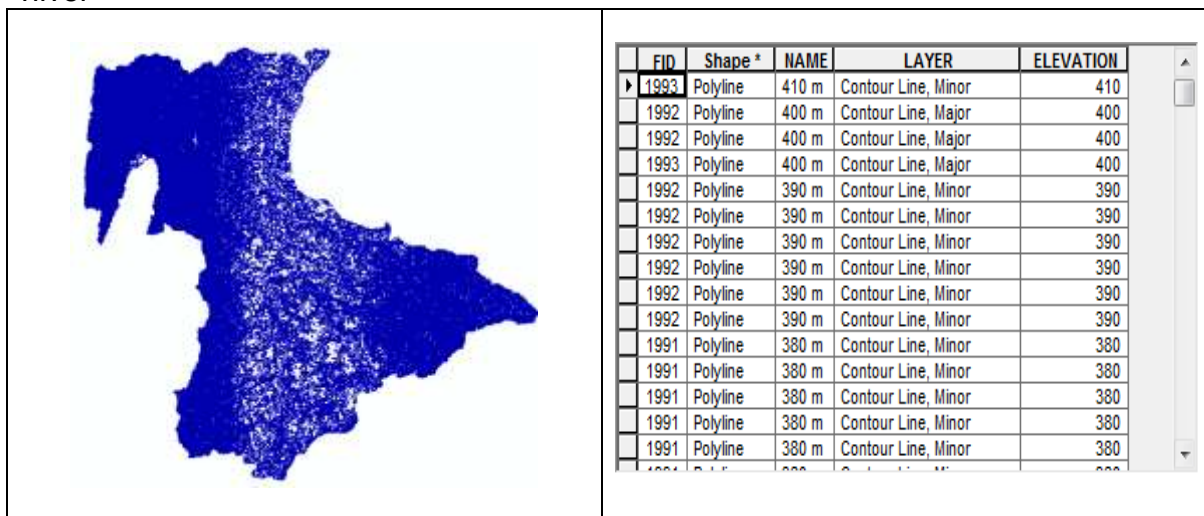 FID Shape * NAME LAYER ELEVATION
1993 Polyline 410 m Contour Line, Minor 410
1992 Polyline 400 m Contour Line, Major 400
1992 Polyline 400 m Contour Line, Major 400
1993 Polyline 400 m Contour Line, Major 400
1992 Polyline 390 m Contour Line, Minor 390
1992 Polyline 390 m Contour Line, Minor 390
1992 Polyline 390 m Contour Line, Minor 390
1992 Polyline 390 m Contour Line, Minor 390
1992 Polyline 390 m Contour Line, Minor 390
1992 Polyline 390 m Contour Line, Minor 390
1991 Polyline 380 m Contour Line, Minor 380
1991 Polyline 380 m Contour Line, Minor 380
1991 Polyline 380 m Contour Line, Minor 380
1991 Polyline 380 m Contour Line, Minor 380
1991 Polyline 380 m Contour Line, Minor 380